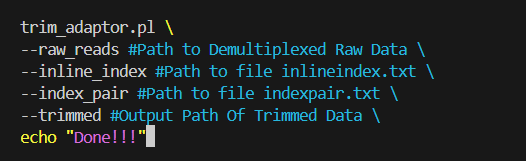 trim_adaptor.pl \
--raw_reads #Path to Demultiplexed Raw Data \
--inline_index #Path to file inlineindex.txt \
--index_pair #Path to file indexpair.txt \
--trimmed #Output Path Of Trimmed Data \
echo "Done!!!"